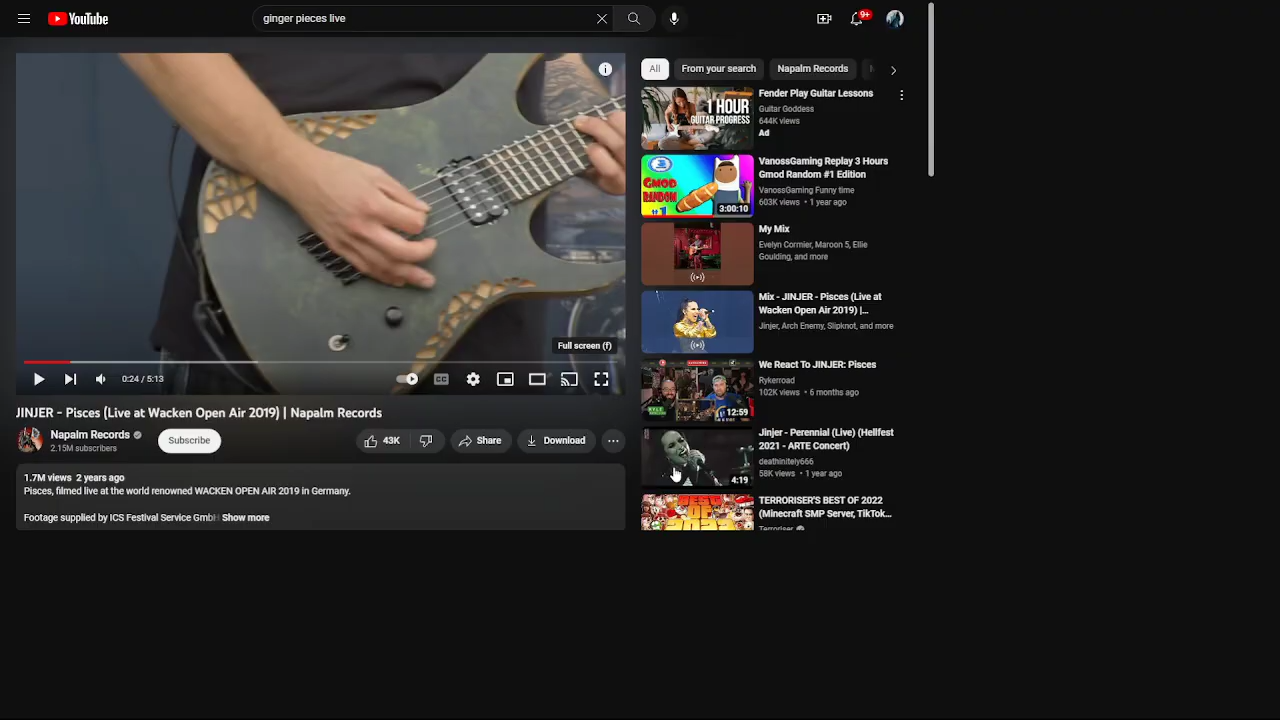 YouTube
ginger pieces live
9+
All
From your search
Napalm Records
Full screen (f)
0:24 / 5:13
CC
JINJER - Pisces (Live at Wacken Open Air 2019) | Napalm Records
Napalm Records
2.15M subscribers
Subscribe
43K
Share
Download
1.7M views 2 years ago
Pisces, filmed live at the world renowned WACKEN OPEN AIR 2019 in Germany.
Footage supplied by ICS Festival Service GmbH Show more
1 HOUR
GUITAR PROGRESS
Fender Play Guitar Lessons
Guitar Goddess
644K views
Ad
GMOD
RANDOM
#1
3:00:10
VanossGaming Replay 3 Hours
Gmod Random #1 Edition
VanossGaming Funny time
603K views • 1 year ago
My Mix
Evelyn Cormier, Maroon 5, Ellie
Goulding, and more
Mix - JINJER - Pisces (Live at
Wacken Open Air 2019) |...
Jinjer, Arch Enemy, Slipknot, and more
12:59
We React To JINJER: Pisces
Rykerroad
102K views • 6 months ago
4:19
Jinjer - Perennial (Live) (Hellfest
2021 - ARTE Concert)
deathinitely666
58K views • 1 year ago
BEST OF
TERRORISER'S BEST OF 2022
(Minecraft SMP Server, TikTok...
Terroriser